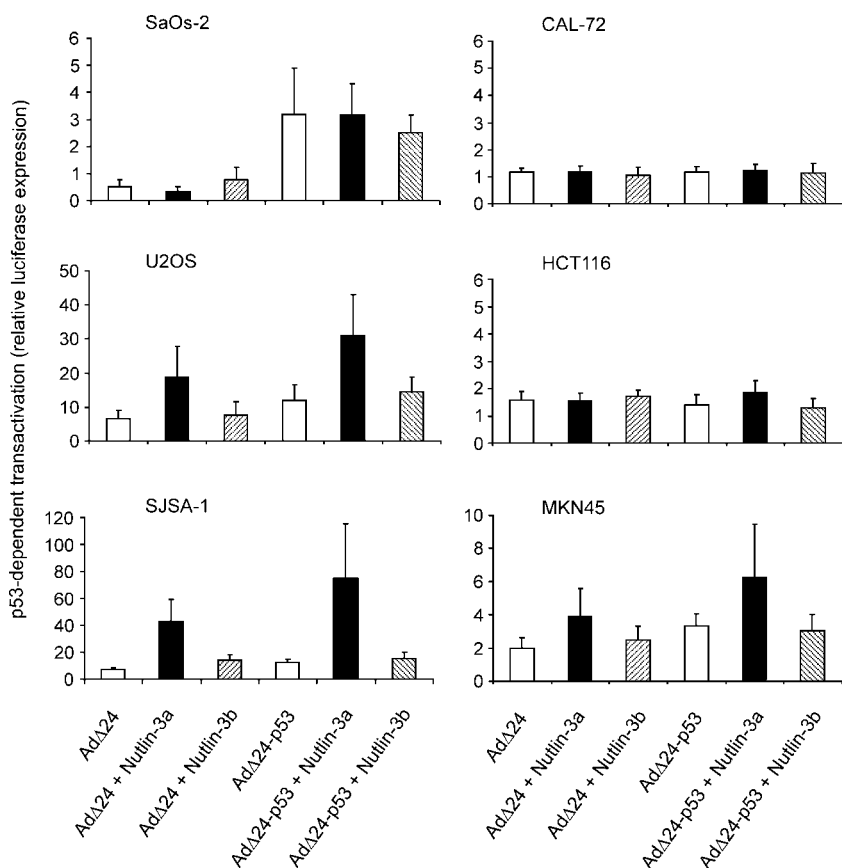 p53-dependent transactivation (relative luciferase expression)
SaOs-2
6
5
4
3
2
1
0
CAL-72
6
5
4
3
2
1
0
U2OS
50
40
30
20
10
0
HCT116
6
5
4
3
2
1
0
SJSA-1
120
100
80
60
40
20
0
MKN45
10
8
6
4
2
0
AdΔ24
AdΔ24 + Nutlin-3a
AdΔ24 + Nutlin-3b
AdΔ24-p53
AdΔ24-p53 + Nutlin-3a
AdΔ24-p53 + Nutlin-3b
AdΔ24
AdΔ24 + Nutlin-3a
AdΔ24 + Nutlin-3b
AdΔ24-p53
AdΔ24-p53 + Nutlin-3a
AdΔ24-p53 + Nutlin-3b